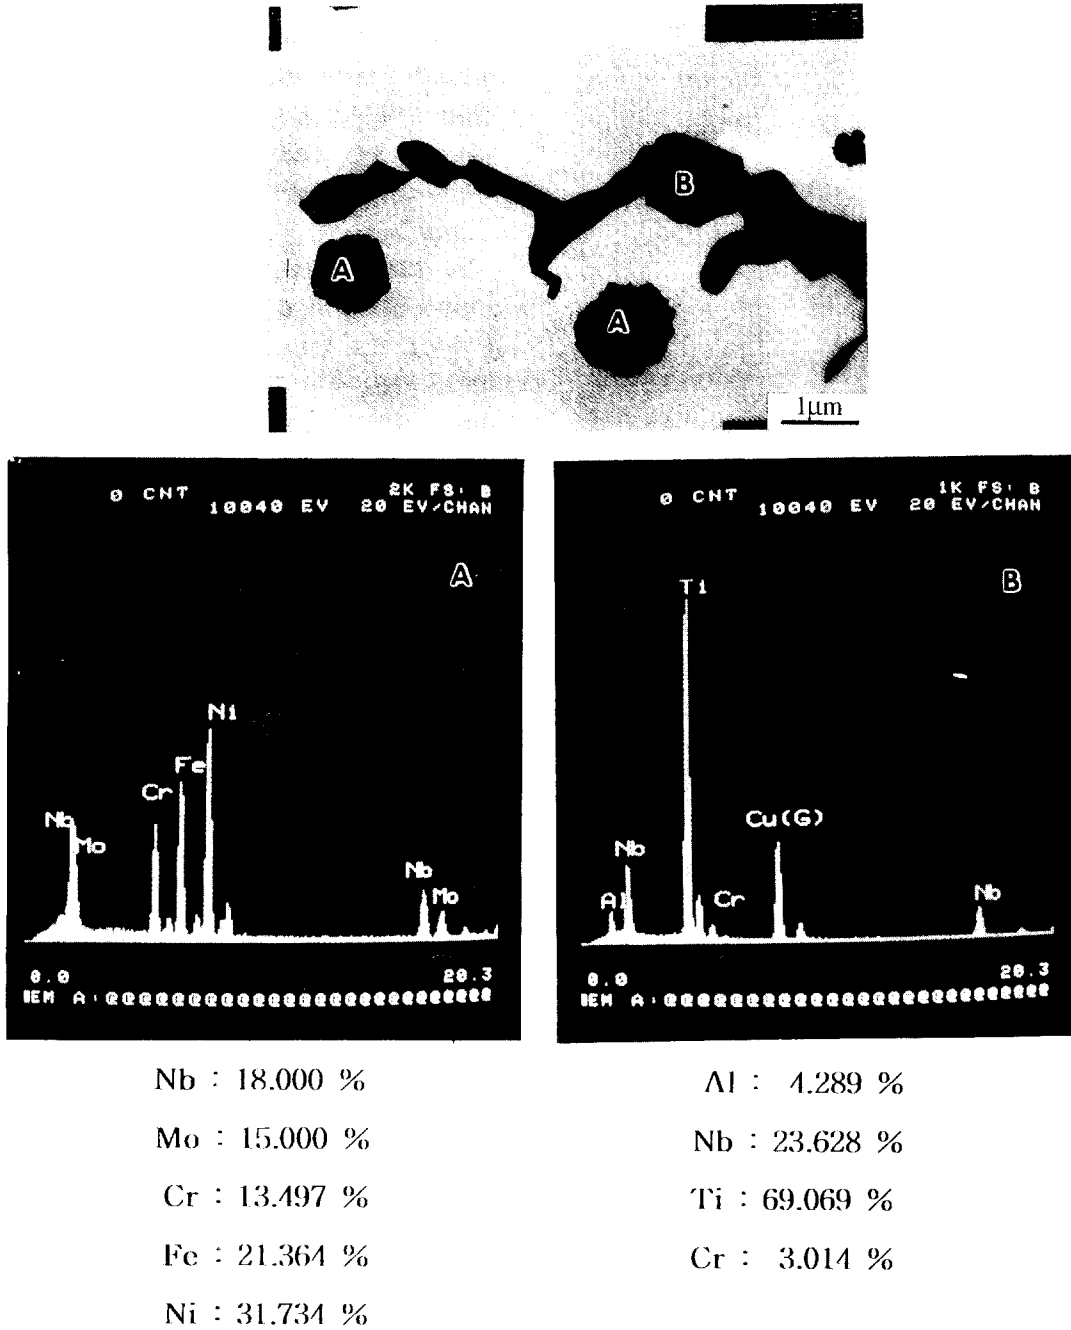 B
A
A
1μm
0 CNT 2K FS: B
10040 EV 20 EV/CHAN
A
Ni
Fe
Cr
Nb
Mo
Nb
Mo
0.0 20.3
MEM A:
0 CNT 1K FS: B
10040 EV 20 EV/CHAN
B
Ti
Cu(G)
Nb
Al
Cr
Nb
0.0 20.3
MEM A:
Nb : 18.000 %
Mo : 15.000 %
Cr : 13.497 %
Fe : 21.364 %
Ni : 31.734 %
Al : 4.289 %
Nb : 23.628 %
Ti : 69.069 %
Cr : 3.014 %